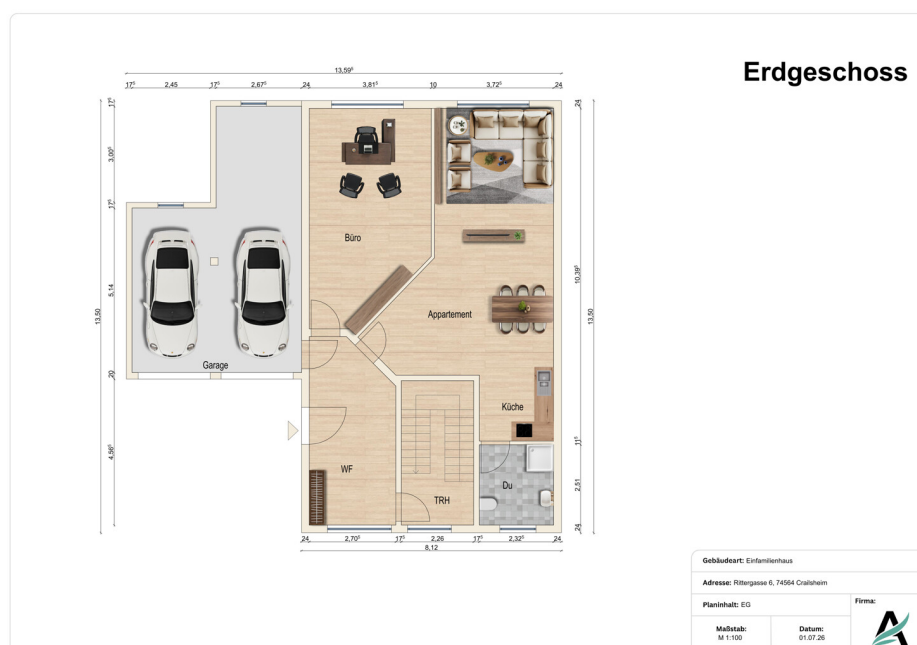 Erdgeschoss
13,59⁵
17⁵ 2,45 17⁵ 2,67⁵ 24 3,81⁵ 10 3,72⁵ 24
17⁵
3,00⁵
17⁵
5,14
13,50
20
4,56⁵
24
10,39⁵
13,50
11⁵
2,51
24
Büro
Appartement
Garage
Küche
WF
TRH
Du
24 2,70⁵ 17⁵ 2,26 17⁵ 2,32⁵ 24
8,12
Gebäudeart: Einfamilienhaus
Adresse: Rittergasse 6, 74564 Crailsheim
Planinhalt: EG
Firma:
Maßstab: Datum:
M 1:100 01.07.26